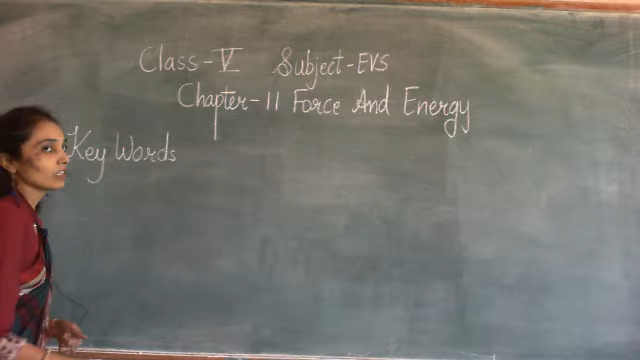 Class-V Subject-EVS
Chapter-11 Force And Energy
Key Words